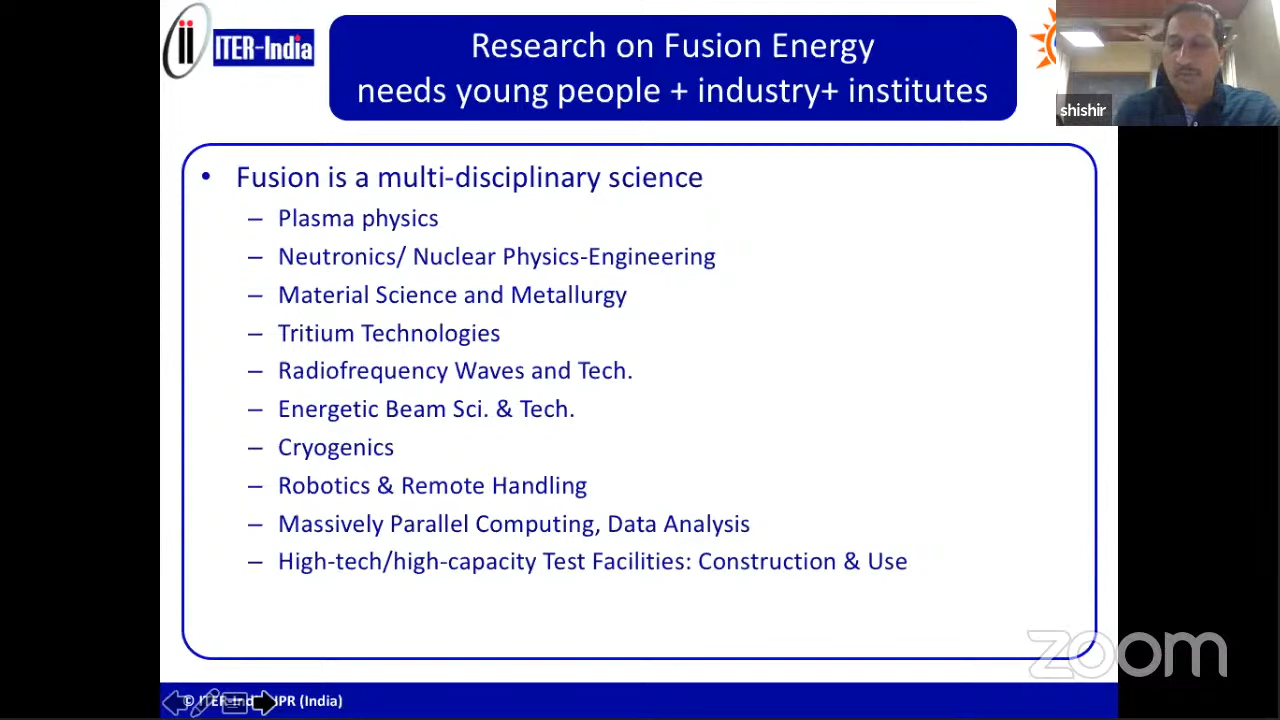 ii ITER-India
Research on Fusion Energy
needs young people + industry+ institutes
shishir
• Fusion is a multi-disciplinary science
– Plasma physics
– Neutronics/ Nuclear Physics-Engineering
– Material Science and Metallurgy
– Tritium Technologies
– Radiofrequency Waves and Tech.
– Energetic Beam Sci. & Tech.
– Cryogenics
– Robotics & Remote Handling
– Massively Parallel Computing, Data Analysis
– High-tech/high-capacity Test Facilities: Construction & Use
zoom
© (India)